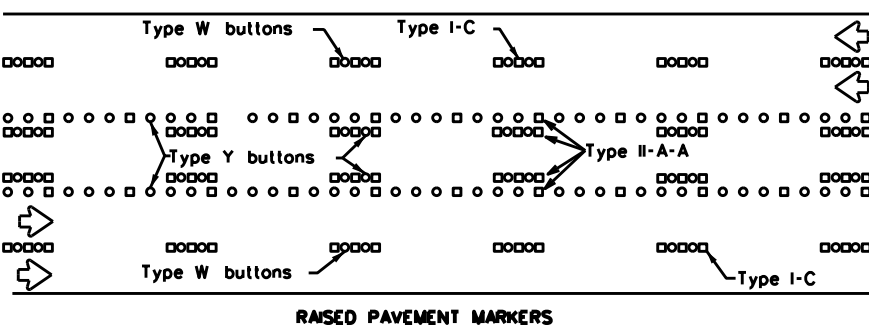 Type W buttons
Type I-C
Type Y buttons
Type II-A-A
Type W buttons
Type I-C
RAISED PAVEMENT MARKERS